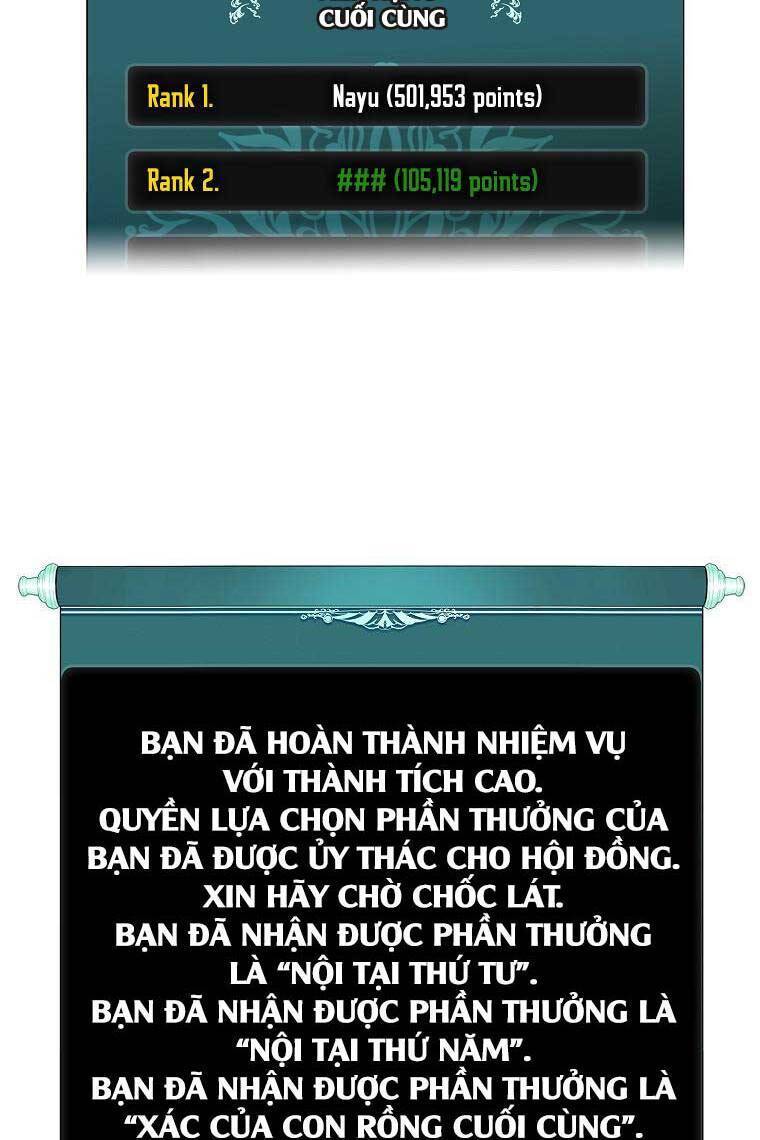 CUỐI CÙNG
Rank 1. Nayu (501,953 points)
Rank 2. ### (105,119 points)
BẠN ĐÃ HOÀN THÀNH NHIỆM VỤ
VỚI THÀNH TÍCH CAO.
QUYỀN LỰA CHỌN PHẦN THƯỞNG CỦA
BẠN ĐÃ ĐƯỢC ỦY THÁC CHO HỘI ĐỒNG.
XIN HÃY CHỜ CHỐC LÁT.
BẠN ĐÃ NHẬN ĐƯỢC PHẦN THƯỞNG
LÀ “NỘI TẠI THỨ TƯ”.
BẠN ĐÃ NHẬN ĐƯỢC PHẦN THƯỞNG LÀ
“NỘI TẠI THỨ NĂM”.
BẠN ĐÃ NHẬN ĐƯỢC PHẦN THƯỞNG LÀ
“XÁC CỦA CON RỒNG CUỐI CÙNG”.